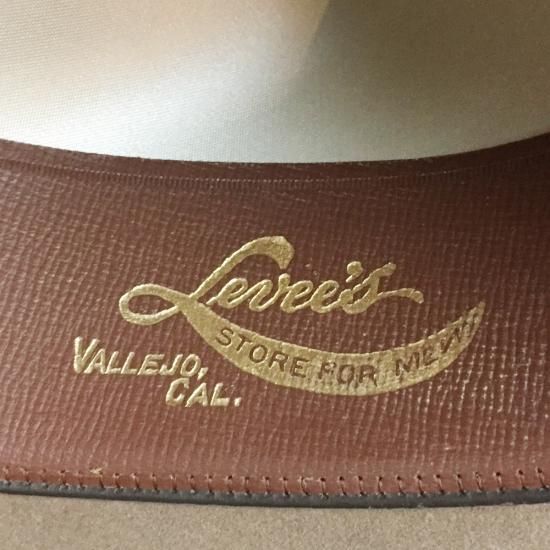 Levee's
STORE FOR MEN
VALLEJO,
CAL.